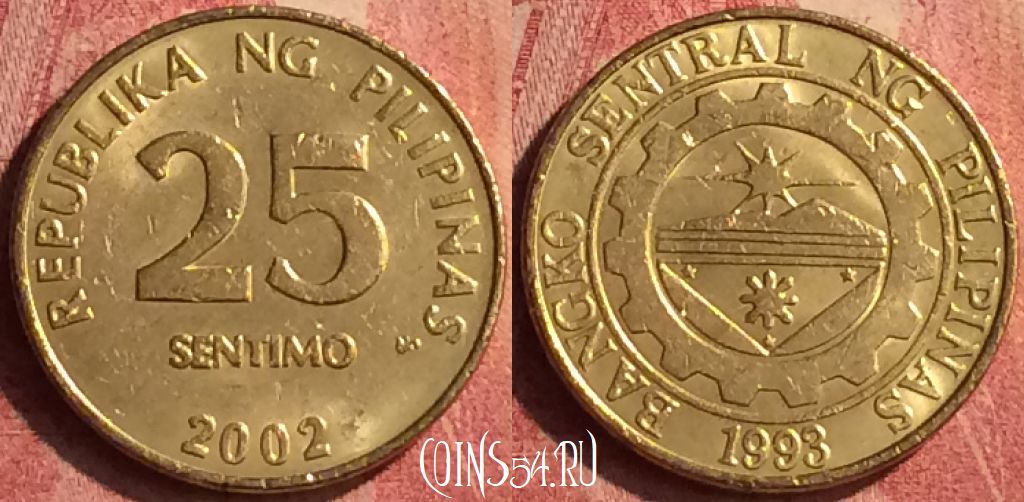 REPUBLIKA NG PILIPINAS
25
SENTIMO
2002
BANGKO SENTRAL NG PILIPINAS
1993
COINS54.RU